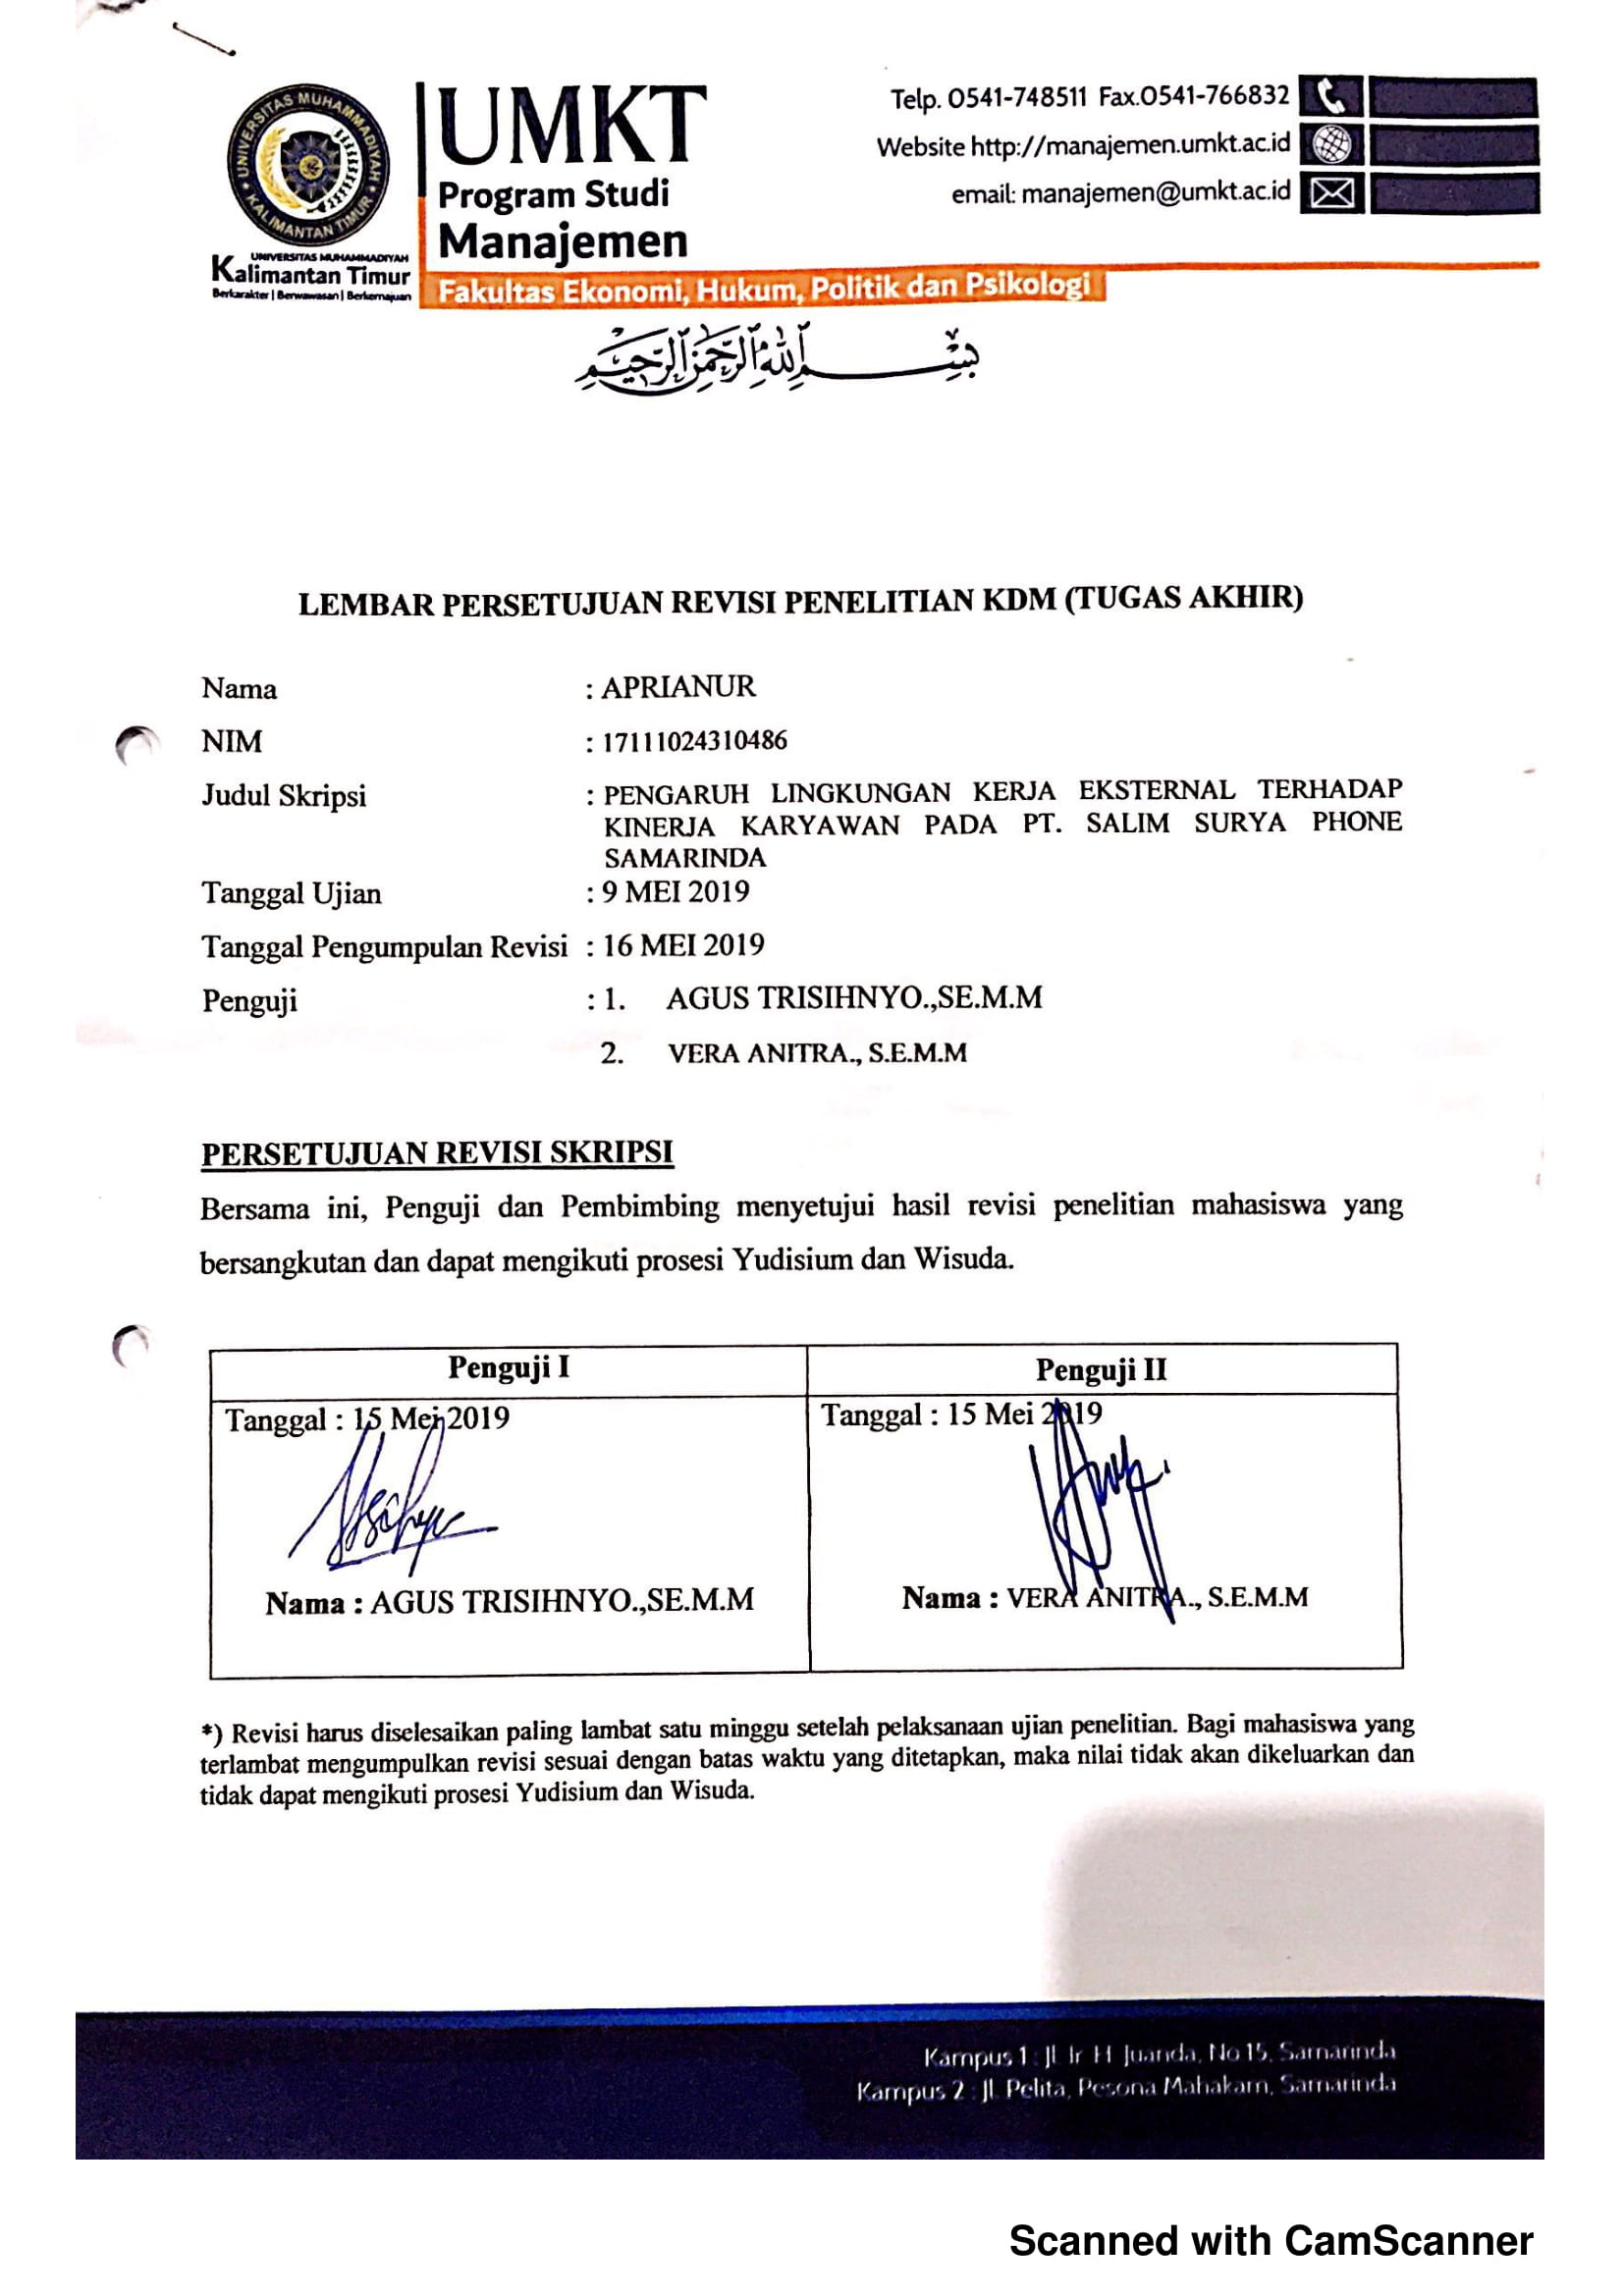 UNIVERSITAS MUHAMMADIYAH
KALIMANTAN TIMUR
UNIVERSITAS MUHAMMADIYAH
Kalimantan Timur
Berkarakter | Berwawasan | Berkemajuan
UMKT
Program Studi
Manajemen
Fakultas Ekonomi, Hukum, Politik dan Psikologi
Telp. 0541-748511 Fax.0541-766832
Website http://manajemen.umkt.ac.id
email: manajemen@umkt.ac.id
بِسْمِ اللَّهِ الرَّحْمَنِ الرَّحِيمِ
LEMBAR PERSETUJUAN REVISI PENELITIAN KDM (TUGAS AKHIR)
Nama : APRIANUR
NIM : 17111024310486
Judul Skripsi : PENGARUH LINGKUNGAN KERJA EKSTERNAL TERHADAP
KINERJA KARYAWAN PADA PT. SALIM SURYA PHONE
SAMARINDA
Tanggal Ujian : 9 MEI 2019
Tanggal Pengumpulan Revisi : 16 MEI 2019
Penguji : 1. AGUS TRISIHNYO.,SE.M.M
2. VERA ANITRA., S.E.M.M
PERSETUJUAN REVISI SKRIPSI
Bersama ini, Penguji dan Pembimbing menyetujui hasil revisi penelitian mahasiswa yang
bersangkutan dan dapat mengikuti prosesi Yudisium dan Wisuda.
Penguji I
Tanggal : 15 Mei 2019
Nama : AGUS TRISIHNYO.,SE.M.M
Penguji II
Tanggal : 15 Mei 2019
Nama : VERA ANITRA., S.E.M.M
*) Revisi harus diselesaikan paling lambat satu minggu setelah pelaksanaan ujian penelitian. Bagi mahasiswa yang
terlambat mengumpulkan revisi sesuai dengan batas waktu yang ditetapkan, maka nilai tidak akan dikeluarkan dan
tidak dapat mengikuti prosesi Yudisium dan Wisuda.
Kampus 1 : Jl. Ir H Juanda, No 15, Samarinda
Kampus 2 : Jl. Pelita, Pesona Mahakam, Samarinda
Scanned with CamScanner